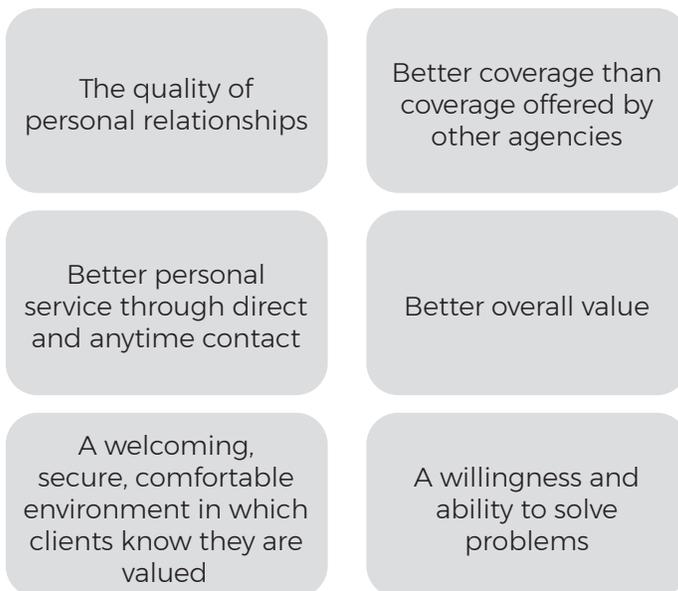 The quality of
personal relationships
Better coverage than
coverage offered by
other agencies
Better personal
service through direct
and anytime contact
Better overall value
A welcoming,
secure, comfortable
environment in which
clients know they are
valued
A willingness and
ability to solve
problems